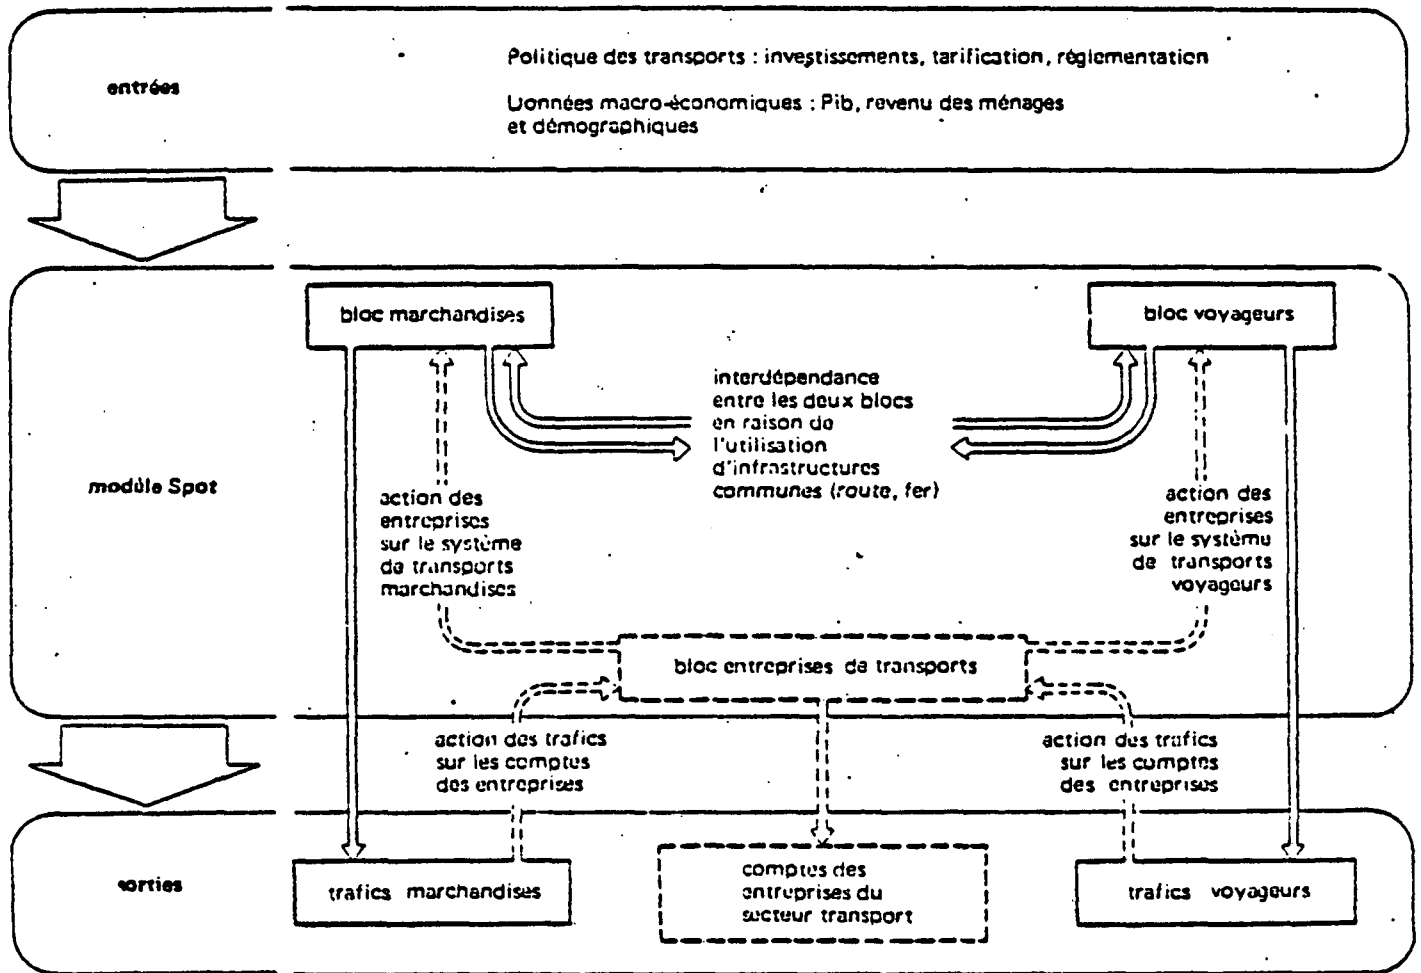 entrées
Politique des transports : investissements, tarification, réglementation
Données macro-économiques : Pib, revenu des ménages
et démographiques
modèle Spot
bloc marchandises
bloc voyageurs
interdépendance
entre les deux blocs
en raison de
l'utilisation
d'infrastructures
communes (route, fer)
action des
entreprises
sur le système
de transports
marchandises
action des
entreprises
sur le système
de transports
voyageurs
bloc entreprises de transports
action des trafics
sur les comptes
des entreprises
action des trafics
sur les comptes
des entreprises
sorties
trafics marchandises
comptes des
entreprises du
secteur transport
trafics voyageurs